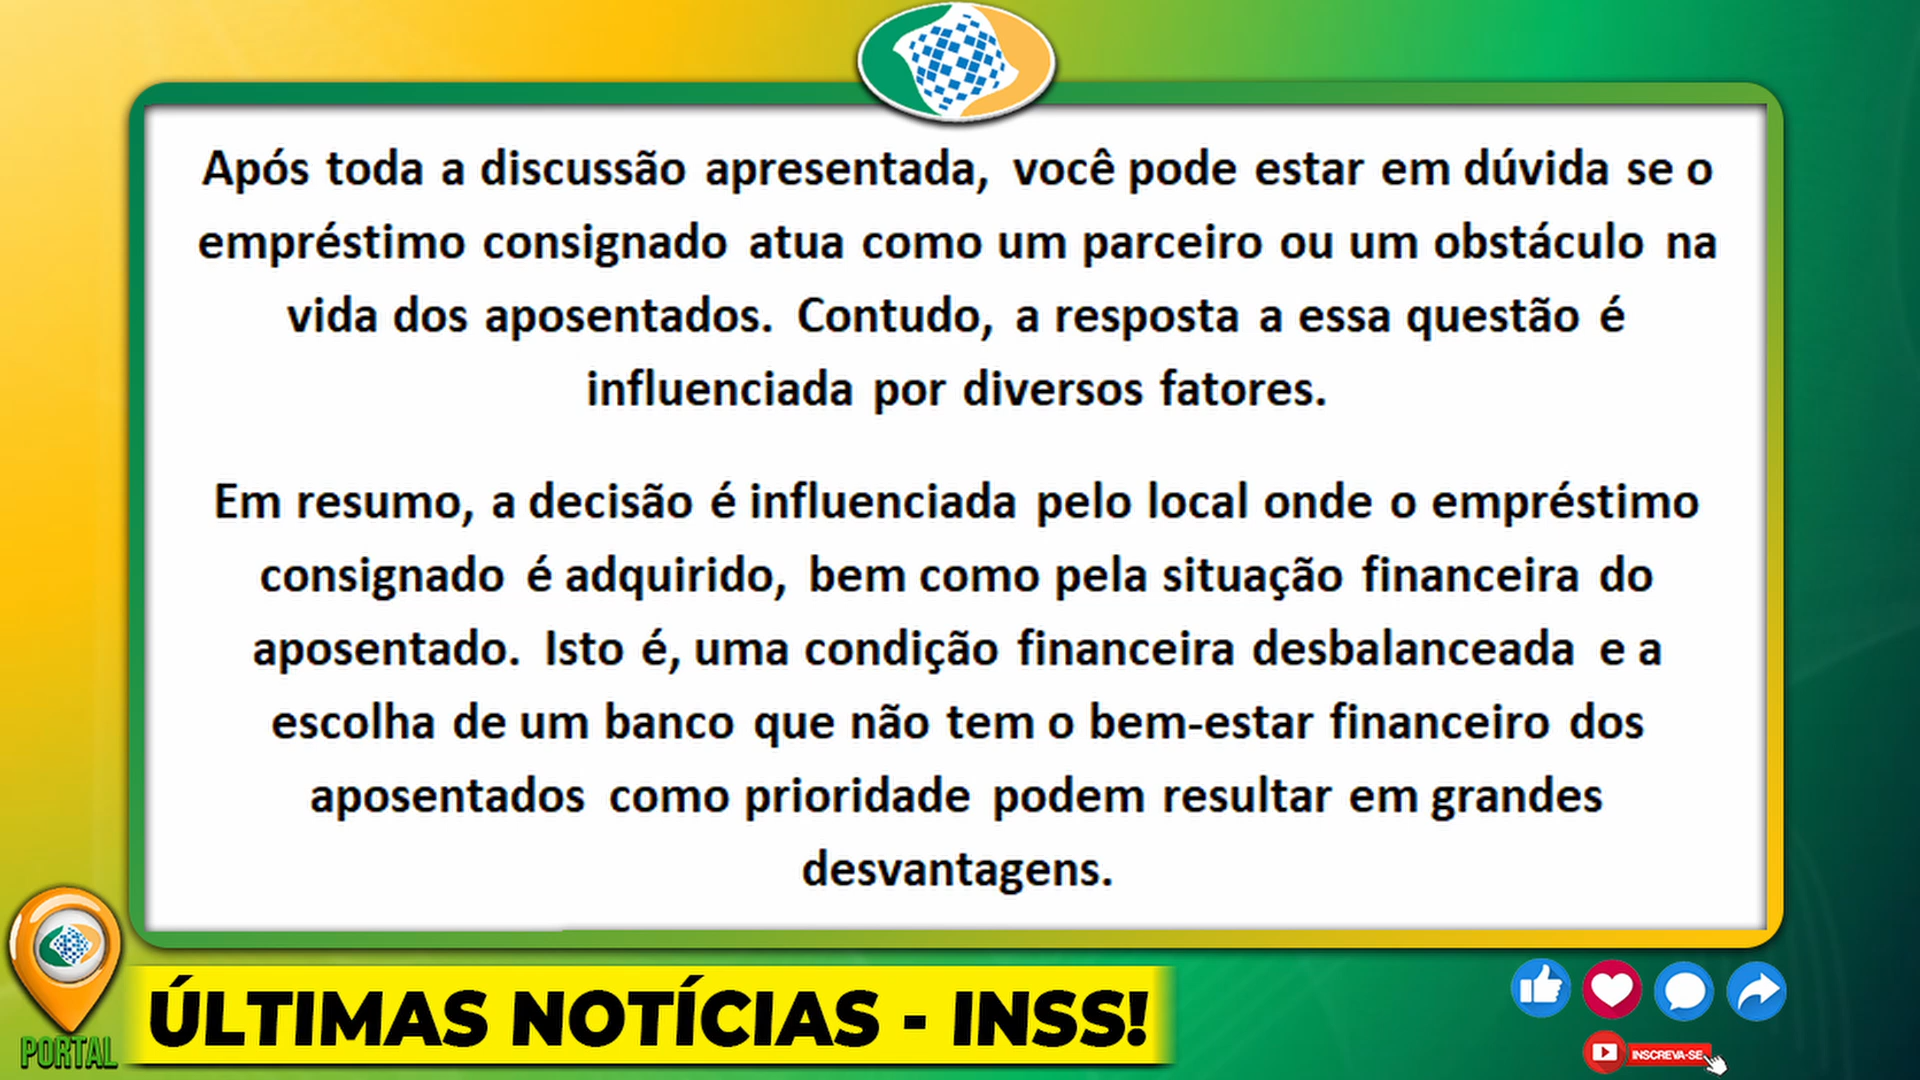 Após toda a discussão apresentada, você pode estar em dúvida se o
empréstimo consignado atua como um parceiro ou um obstáculo na
vida dos aposentados. Contudo, a resposta a essa questão é
influenciada por diversos fatores.
Em resumo, a decisão é influenciada pelo local onde o empréstimo
consignado é adquirido, bem como pela situação financeira do
aposentado. Isto é, uma condição financeira desbalanceada e a
escolha de um banco que não tem o bem-estar financeiro dos
aposentados como prioridade podem resultar em grandes
desvantagens.
ÚLTIMAS NOTÍCIAS - INSS!
PORTAL
INSCREVA-SE